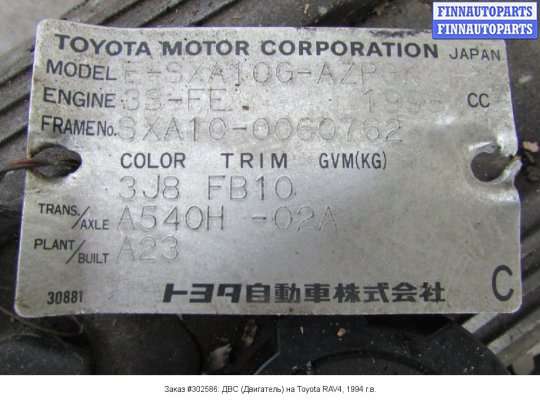 FINNAUTOPARTS
FINNAUTOPARTS
TOYOTA MOTOR CORPORATION JAPAN
MODEL E-SXA10G-AZPGK
ENGINE 3S-FE 1998 CC
FRAME No. SXA10-0060762
COLOR TRIM GVM(KG)
3J8 FB10
TRANS./AXLE A540H -02A
PLANT/BUILT A23
30881 トヨタ自動車株式会社 C
Заказ #302586: ДВС (Двигатель) на Toyota RAV4, 1994 г.в.